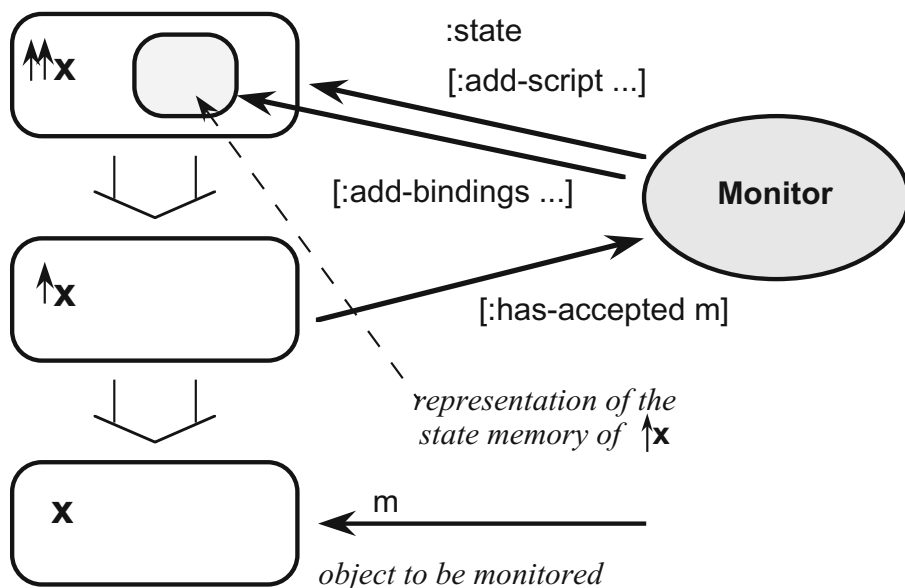 :state
↑↑x
[:add-script ...]
[:add-bindings ...]
Monitor
↑x
[:has-accepted m]
representation of the
state memory of ↑x
x
m
object to be monitored